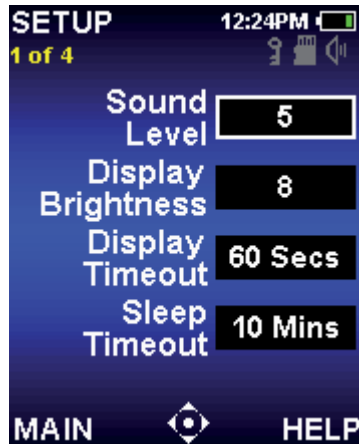 SETUP 12:24PM
1 of 4
Sound
Level 5
Display
Brightness 8
Display
Timeout 60 Secs
Sleep
Timeout 10 Mins
MAIN HELP